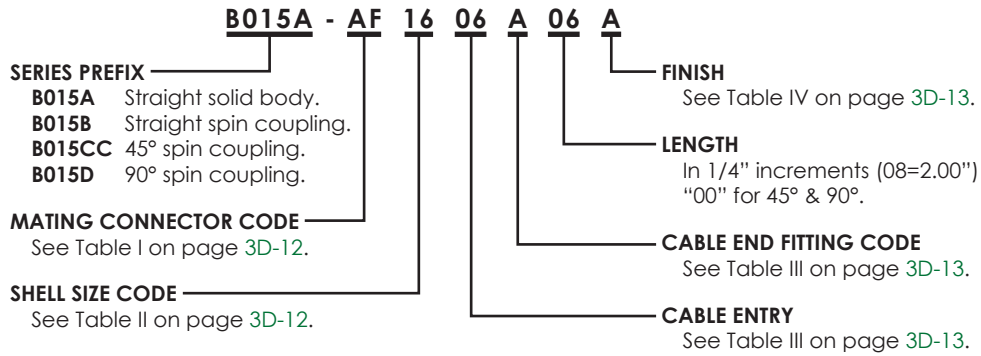 B015A - AF 16 06 A 06 A
SERIES PREFIX
B015A Straight solid body.
B015B Straight spin coupling.
B015CC 45° spin coupling.
B015D 90° spin coupling.
MATING CONNECTOR CODE
See Table I on page 3D-12.
SHELL SIZE CODE
See Table II on page 3D-12.
FINISH
See Table IV on page 3D-13.
LENGTH
In 1/4” increments (08=2.00”)
“00” for 45° & 90°.
CABLE END FITTING CODE
See Table III on page 3D-13.
CABLE ENTRY
See Table III on page 3D-13.